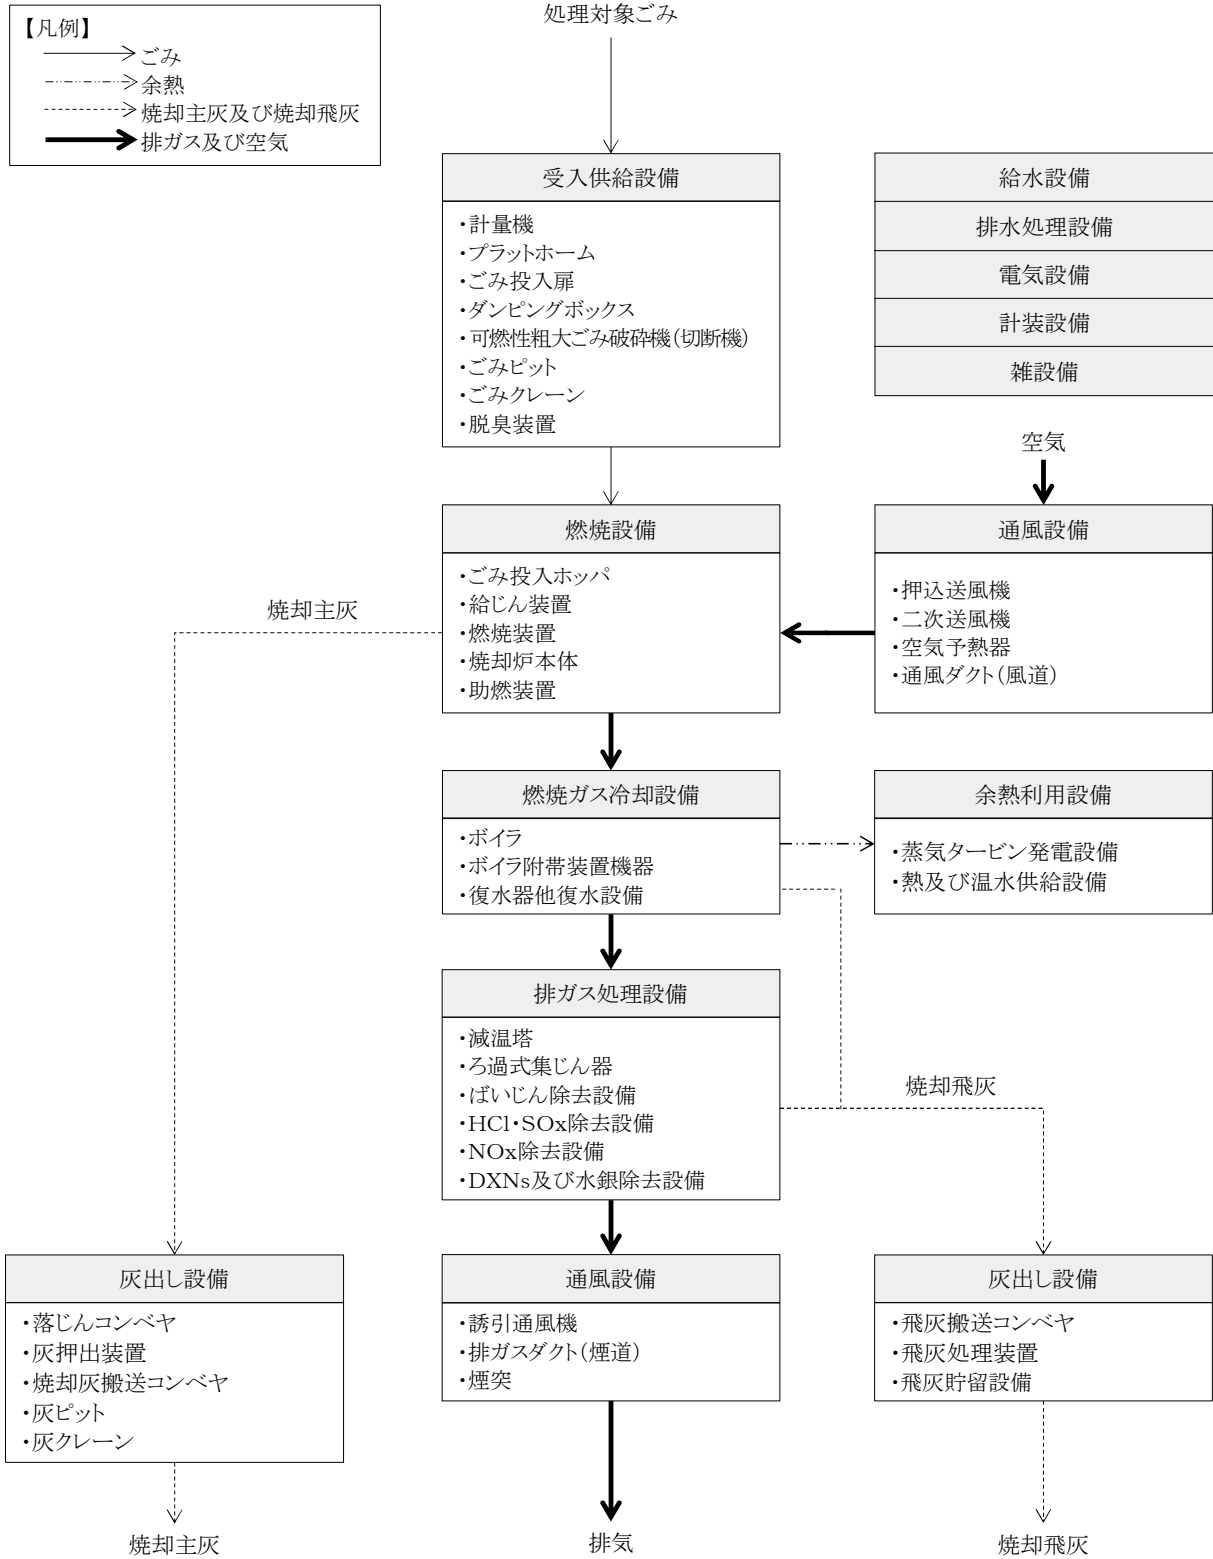 【凡例】
ごみ
余熱
焼却主灰及び焼却飛灰
排ガス及び空気
処理対象ごみ
受入供給設備
・計量機
・プラットホーム
・ごみ投入扉
・ダンピングボックス
・可燃性粗大ごみ破砕機(切断機)
・ごみピット
・ごみクレーン
・脱臭装置
給水設備
排水処理設備
電気設備
計装設備
雑設備
空気
燃焼設備
・ごみ投入ホッパ
・給じん装置
・燃焼装置
・焼却炉本体
・助燃装置
通風設備
・押込送風機
・二次送風機
・空気予熱器
・通風ダクト(風道)
焼却主灰
燃焼ガス冷却設備
・ボイラ
・ボイラ附帯装置機器
・復水器他復水設備
余熱利用設備
・蒸気タービン発電設備
・熱及び温水供給設備
排ガス処理設備
・減温塔
・ろ過式集じん器
・ばいじん除去設備
・HCl・SOx除去設備
・NOx除去設備
・DXNs及び水銀除去設備
焼却飛灰
灰出し設備
・落じんコンベヤ
・灰押出装置
・焼却灰搬送コンベヤ
・灰ピット
・灰クレーン
通風設備
・誘引通風機
・排ガスダクト(煙道)
・煙突
灰出し設備
・飛灰搬送コンベヤ
・飛灰処理装置
・飛灰貯留設備
焼却主灰
排気
焼却飛灰